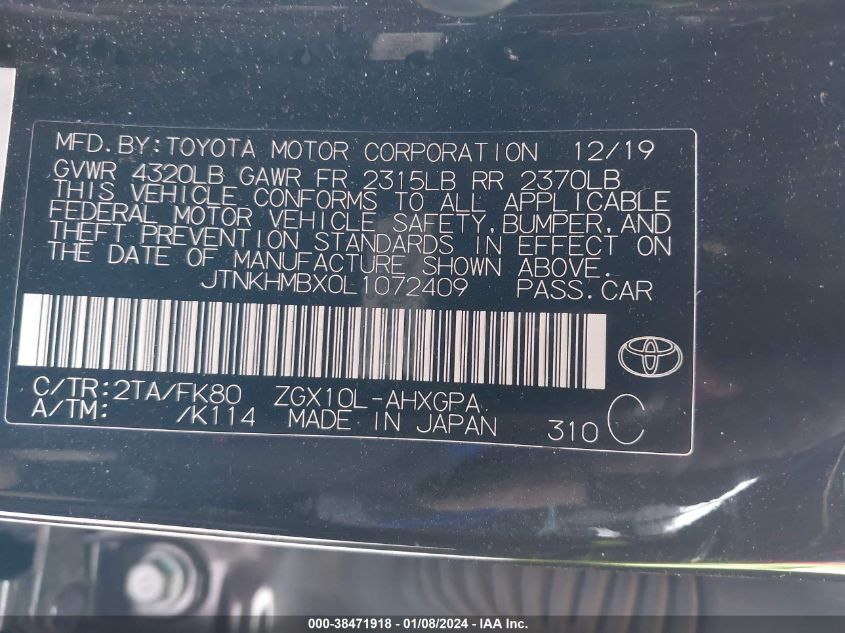 MFD. BY: TOYOTA MOTOR CORPORATION 12/19
GVWR 4320LB GAWR FR 2315LB RR 2370LB
THIS VEHICLE CONFORMS TO ALL APPLICABLE
FEDERAL MOTOR VEHICLE SAFETY, BUMPER, AND
THEFT PREVENTION STANDARDS IN EFFECT ON
THE DATE OF MANUFACTURE SHOWN ABOVE.
JTNKHMBX0L1072409 PASS. CAR
C/TR: 2TA/FK80 ZGX10L-AHXGPA
A/TM: /K114 MADE IN JAPAN 310 C
000-38471918 - 01/08/2024 - IAA Inc.